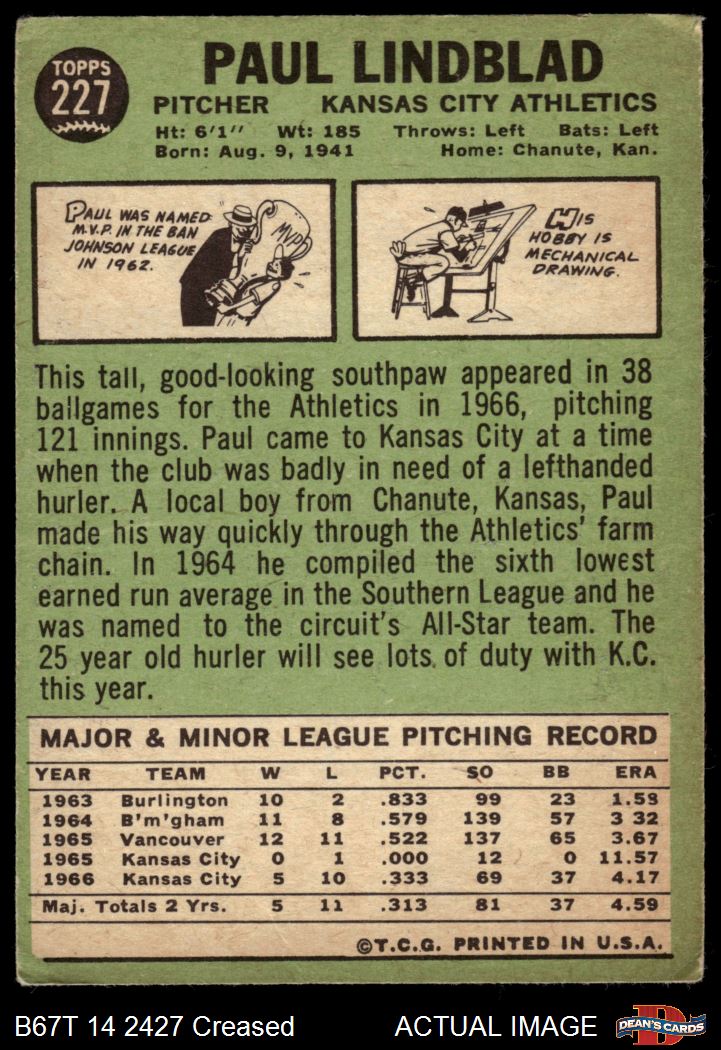 TOPPS
227
PAUL LINDBLAD
PITCHER KANSAS CITY ATHLETICS
Ht: 6'1" Wt: 185 Throws: Left Bats: Left
Born: Aug. 9, 1941 Home: Chanute, Kan.
PAUL WAS NAMED
M.V.P. IN THE BAN
JOHNSON LEAGUE
IN 1962.
MVP
HIS
HOBBY IS
MECHANICAL
DRAWING.
This tall, good-looking southpaw appeared in 38
ballgames for the Athletics in 1966, pitching
121 innings. Paul came to Kansas City at a time
when the club was badly in need of a lefthanded
hurler. A local boy from Chanute, Kansas, Paul
made his way quickly through the Athletics' farm
chain. In 1964 he compiled the sixth lowest
earned run average in the Southern League and he
was named to the circuit's All-Star team. The
25 year old hurler will see lots of duty with K.C.
this year.
MAJOR & MINOR LEAGUE PITCHING RECORD
YEAR TEAM W L PCT. SO BB ERA
1963 Burlington 10 2 .833 99 23 1.58
1964 B'm'gham 11 8 .579 139 57 3 32
1965 Vancouver 12 11 .522 137 65 3.67
1965 Kansas City 0 1 .000 12 0 11.57
1966 Kansas City 5 10 .333 69 37 4.17
Maj. Totals 2 Yrs. 5 11 .313 81 37 4.59
©T.C.G. PRINTED IN U.S.A.
B67T 14 2427 Creased ACTUAL IMAGE
D
DEAN'S CARDS